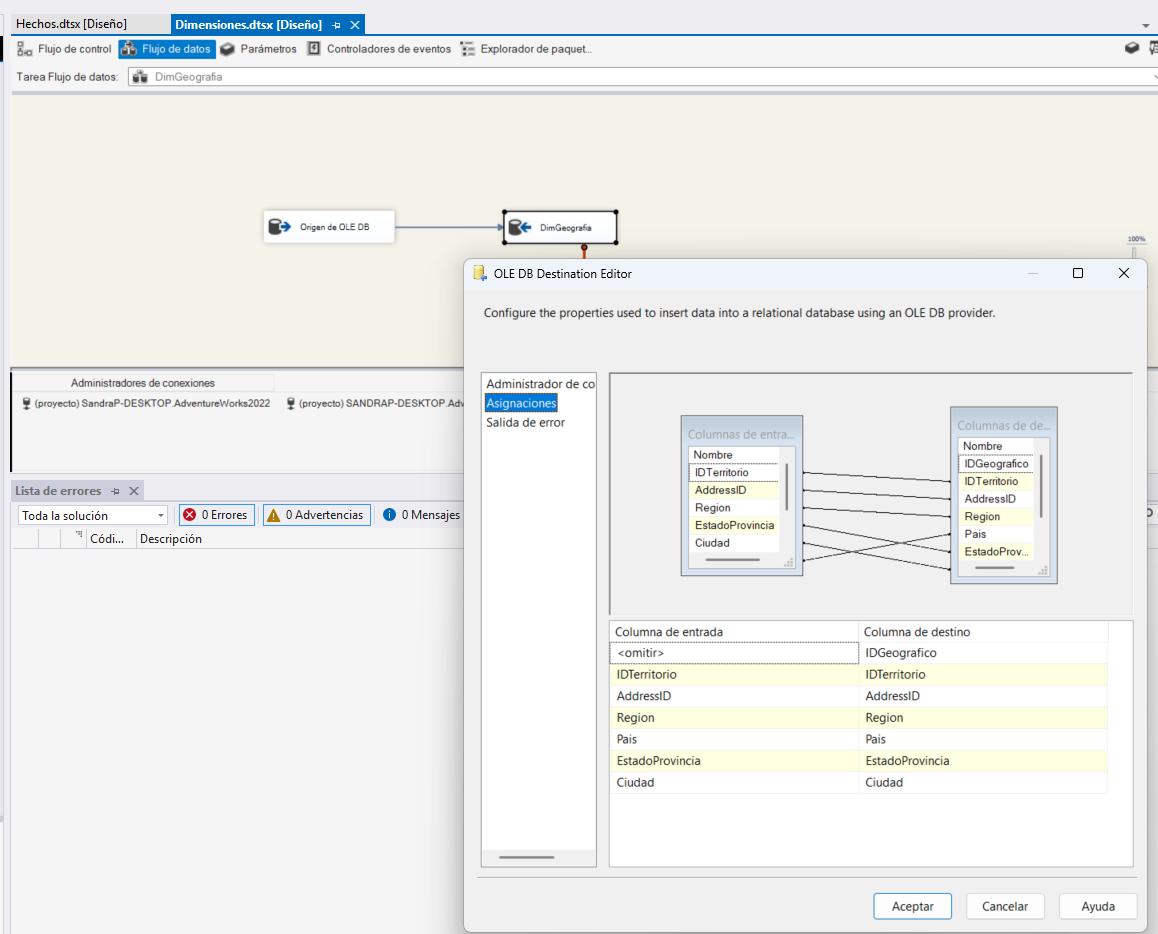 Hechos.dtsx [Diseño]
Dimensiones.dtsx [Diseño]
Flujo de control
Flujo de datos
Parámetros
Controladores de eventos
Explorador de paquet...
Tarea Flujo de datos:
DimGeografia
Origen de OLE DB
DimGeografia
100%
OLE DB Destination Editor
Configure the properties used to insert data into a relational database using an OLE DB provider.
Administradores de conexiones
(proyecto) SandraP-DESKTOP.AdventureWorks2022
(proyecto) SANDRAP-DESKTOP.Adv
Lista de errores
Toda la solución
0 Errores
0 Advertencias
0 Mensajes
Códi...
Descripción
Administrador de co
Asignaciones
Salida de error
Columnas de entra...
Nombre
IDTerritorio
AddressID
Region
EstadoProvincia
Ciudad
Columnas de de...
Nombre
IDGeografico
IDTerritorio
AddressID
Region
Pais
EstadoProv...
Columna de entrada
Columna de destino
<omitir>
IDGeografico
IDTerritorio
IDTerritorio
AddressID
AddressID
Region
Region
Pais
Pais
EstadoProvincia
EstadoProvincia
Ciudad
Ciudad
Aceptar
Cancelar
Ayuda